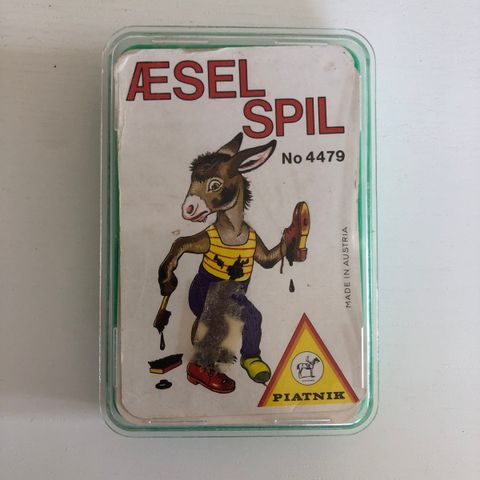 ÆSEL
SPIL
No 4479
MADE IN AUSTRIA
PIATNIK